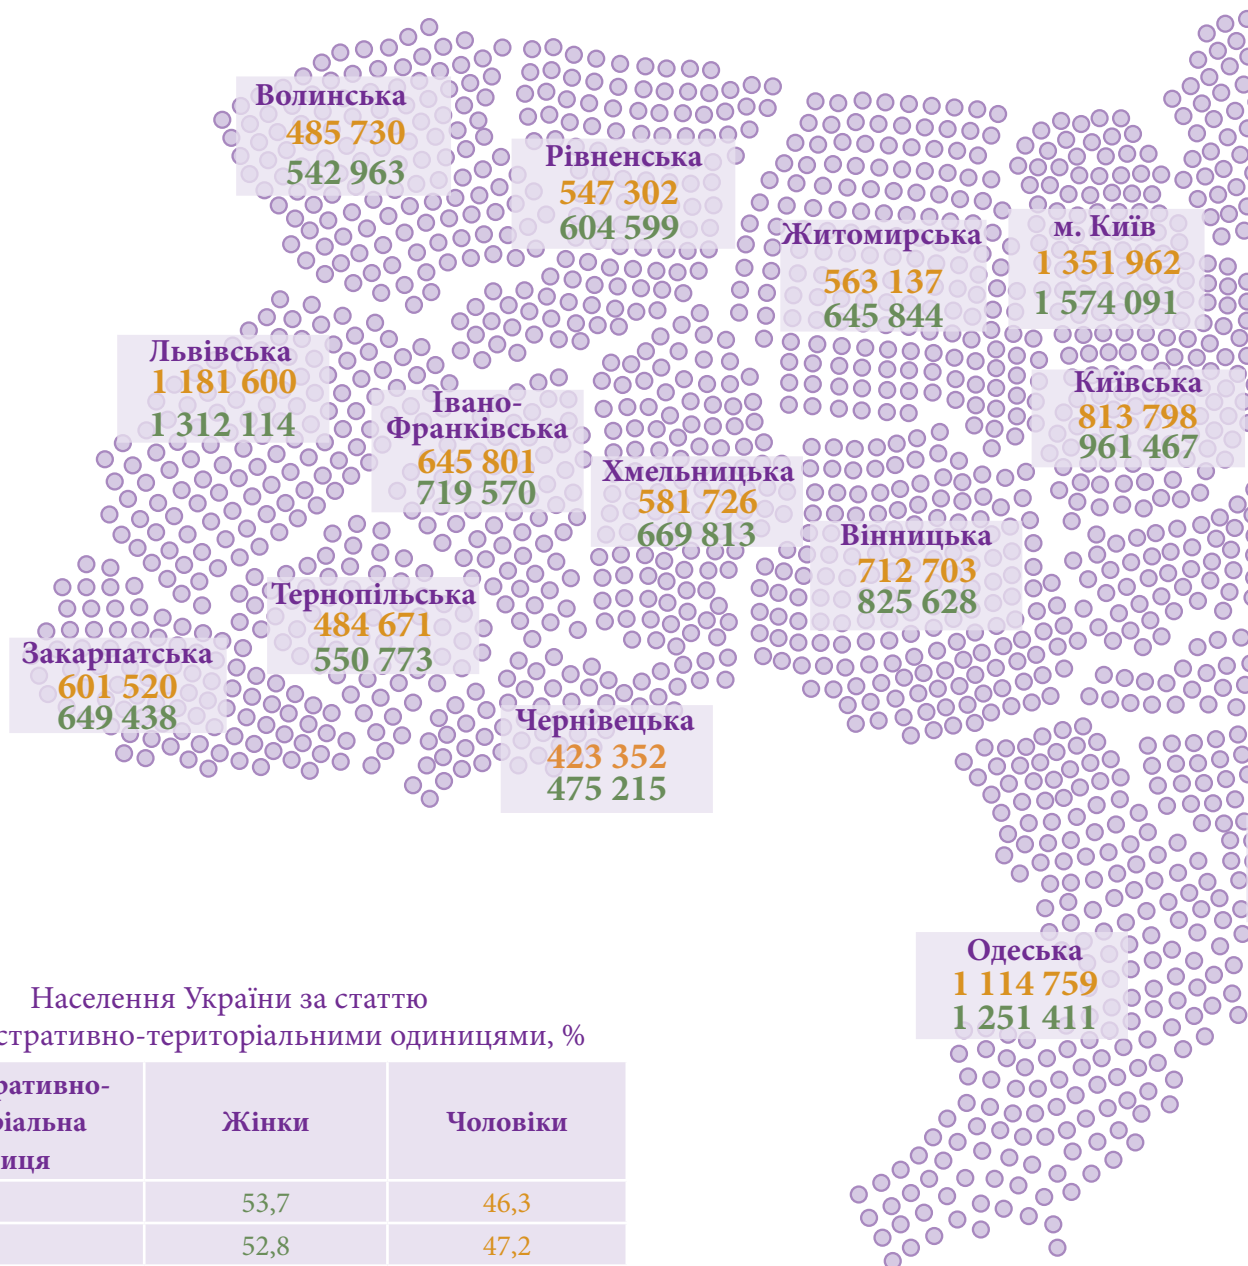 Волинська
485 730
542 963
Рівненська
547 302
604 599
Житомирська
563 137
645 844
м. Київ
1 351 962
1 574 091
Львівська
1 181 600
1 312 114
Івано-
Франківська
645 801
719 570
Київська
813 798
961 467
Хмельницька
581 726
669 813
Вінницька
712 703
825 628
Тернопільська
484 671
550 773
Закарпатська
601 520
649 438
Чернівецька
423 352
475 215
Одеська
1 114 759
1 251 411
Населення України за статтю
стративно-територіальними одиницями, %
ративно-
ріальна
иця
Жінки
Чоловіки
53,7
46,3
52,8
47,2